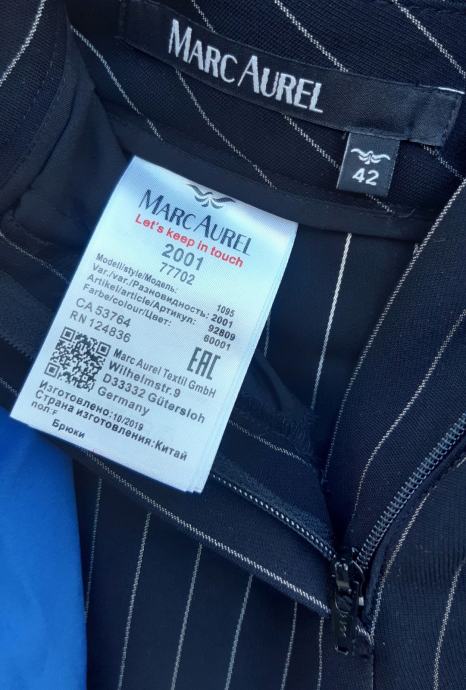 MARC AUREL
42
MARC AUREL
Let's keep in touch
2001
77702
Modell/style/Модель: 1095
Var./var./Разновидность: 2001
Artikel/article/Артикул: 92809
Farbe/colour/Цвет: 60001
CA 53764
RN 124836
EAC
Marc Aurel Textil GmbH
Wilhelmstr.9
D33332 Gütersloh
Germany
Изготовлено:10/2019
Страна изготовления:Китай
пол:F
Брюки